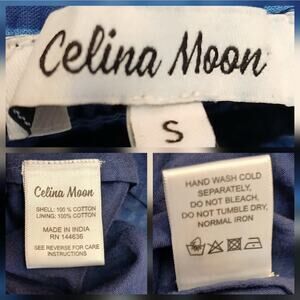 Celina Moon
S
Celina Moon
SHELL: 100 % COTTON
LINING: 100% COTTON
MADE IN INDIA
RN 144636
SEE REVERSE FOR CARE
INSTRUCTIONS
HAND WASH COLD
SEPARATELY,
DO NOT BLEACH,
DO NOT TUMBLE DRY,
NORMAL IRON